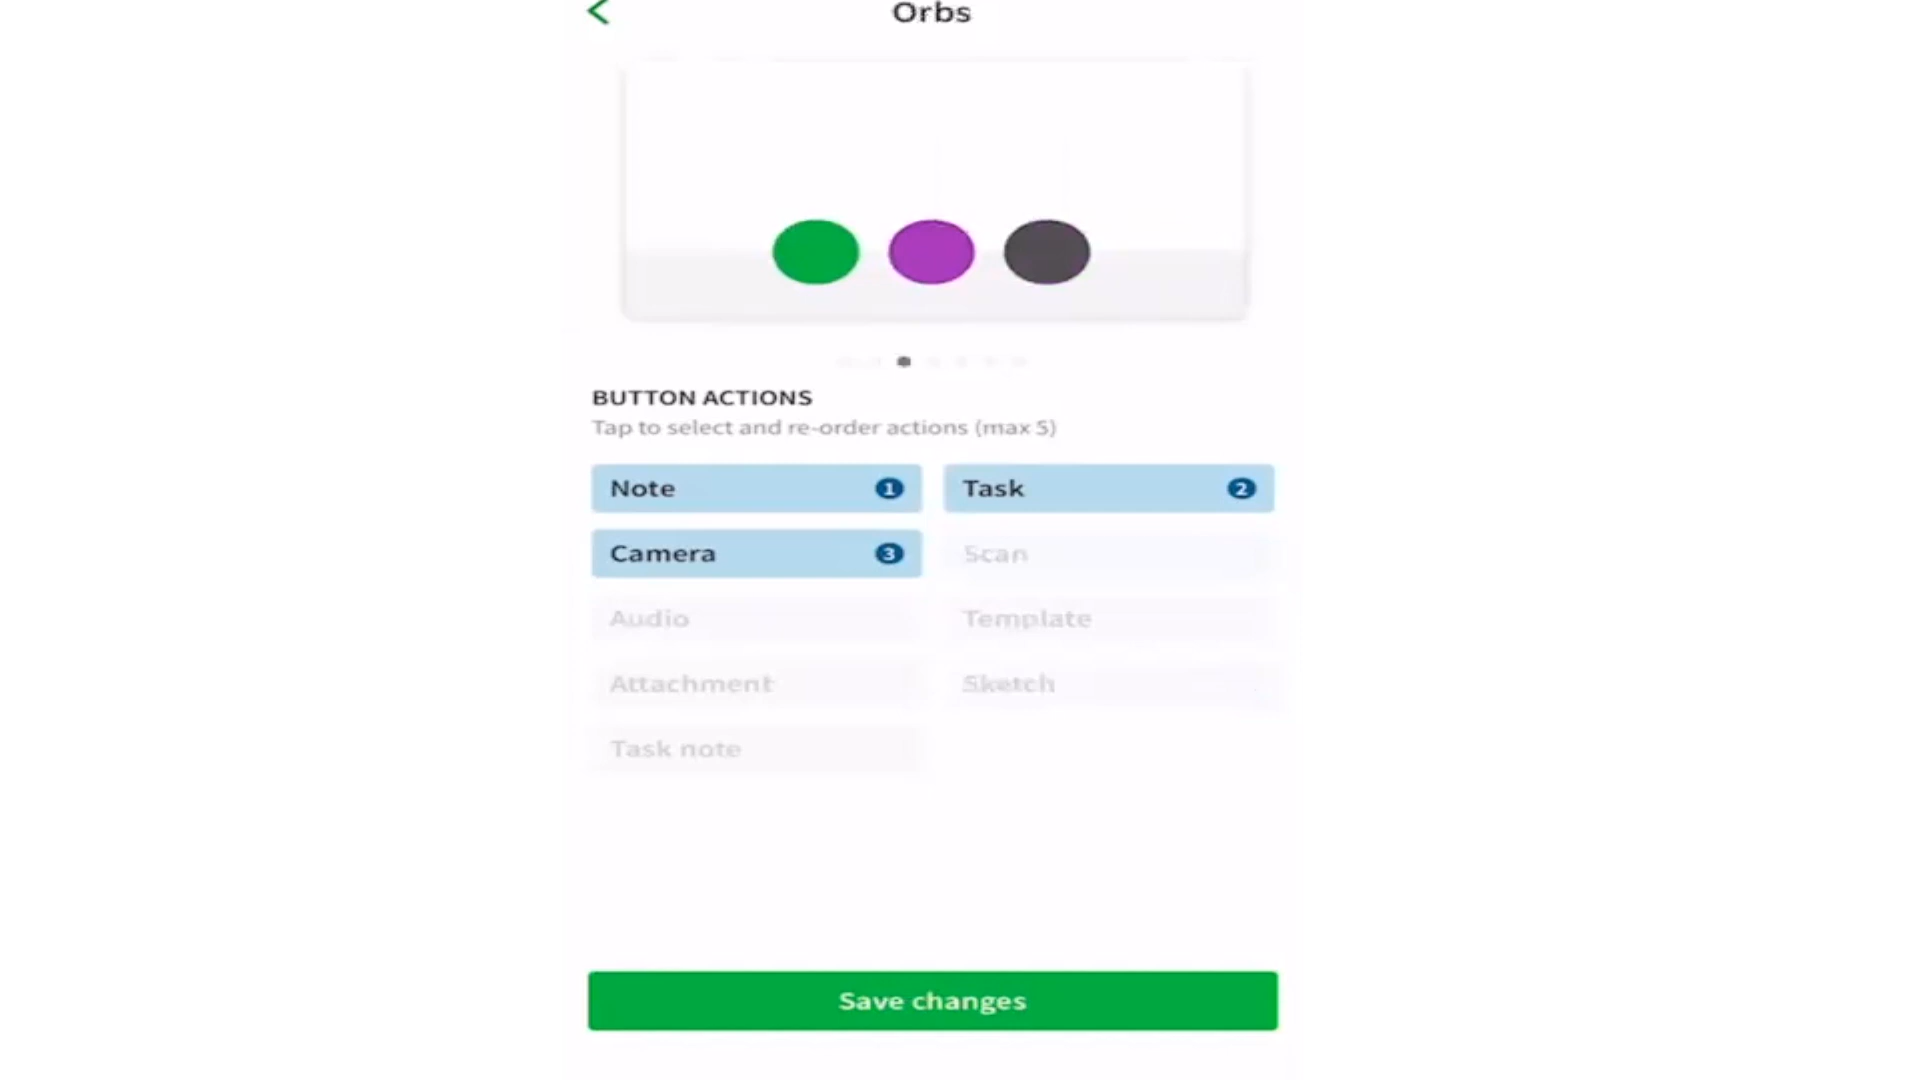 Orbs
BUTTON ACTIONS
Tap to select and re-order actions (max 5)
Note 1
Task 2
Camera 3
Scan
Audio
Template
Attachment
Sketch
Task note
Save changes